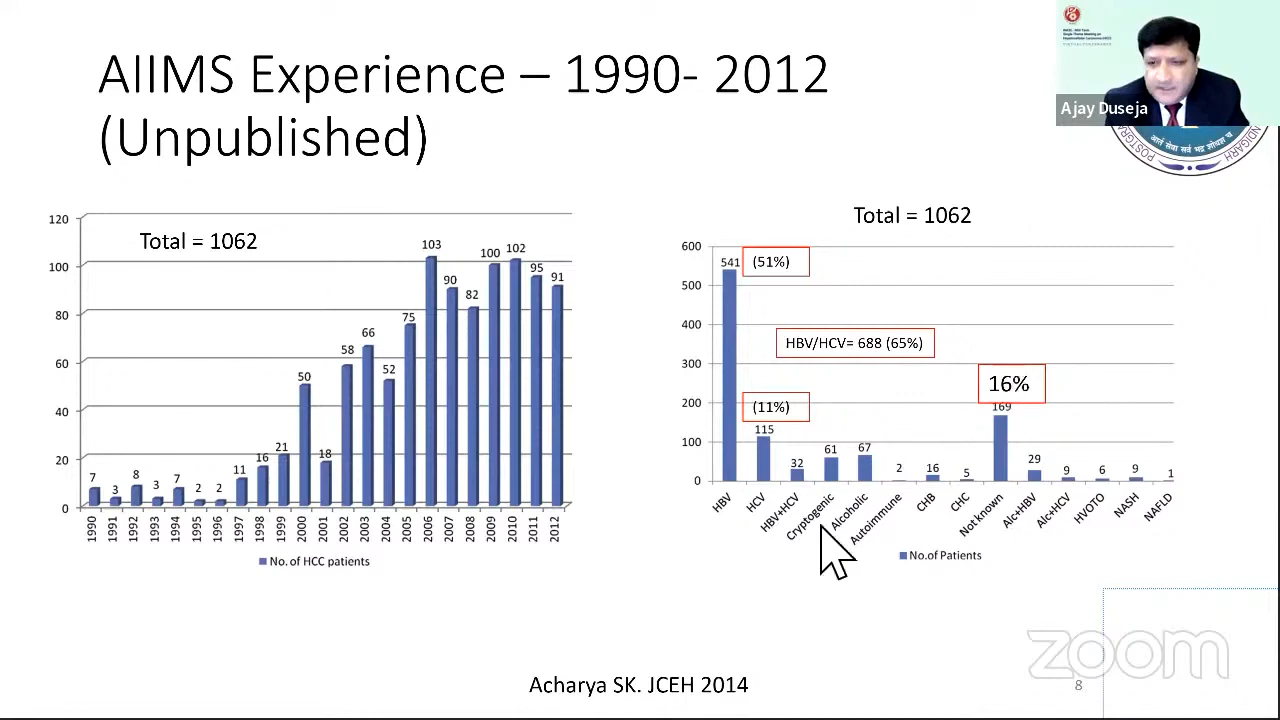 AIIMS Experience – 1990- 2012
(Unpublished)
Ajay Duseja
आर्त सेवा सर्व भद्र शोधश्च च
POSTGRA
NDIGARH
Total = 1062
120
100
80
60
40
20
0
7
3
8
3
7
2
2
11
16
21
50
18
58
66
52
75
103
90
82
100
102
95
91
1990
1991
1992
1993
1994
1995
1996
1997
1998
1999
2000
2001
2002
2003
2004
2005
2006
2007
2008
2009
2010
2011
2012
No. of HCC patients
Total = 1062
600
500
400
300
200
100
0
541
(51%)
HBV/HCV= 688 (65%)
(11%)
16%
115
32
61
67
2
16
5
169
29
9
6
9
1
HBV
HCV
HBV+HCV
Cryptogenic
Alcoholic
Autoimmune
CHB
CHC
Not known
Alc+HBV
Alc+HCV
HVOTO
NASH
NAFLD
No.of Patients
zoom
Acharya SK. JCEH 2014
8